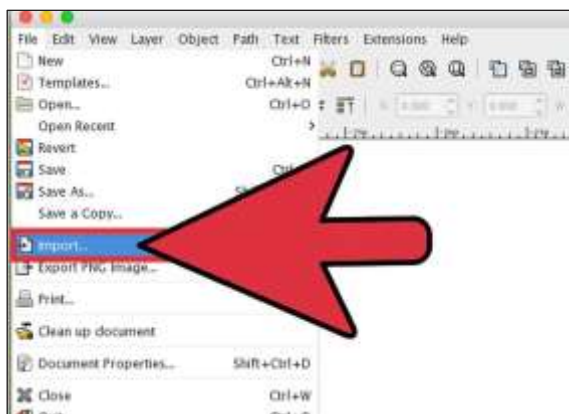 File Edit View Layer Object Path Text Filters Extensions Help
New Ctrl+N
Templates... Ctrl+Alt+N
Open... Ctrl+O
Open Recent
Revert
Save
Save As...
Save a Copy...
Import...
Export PNG Image...
Print...
Clean up document
Document Properties... Shift+Ctrl+D
Close Ctrl+W